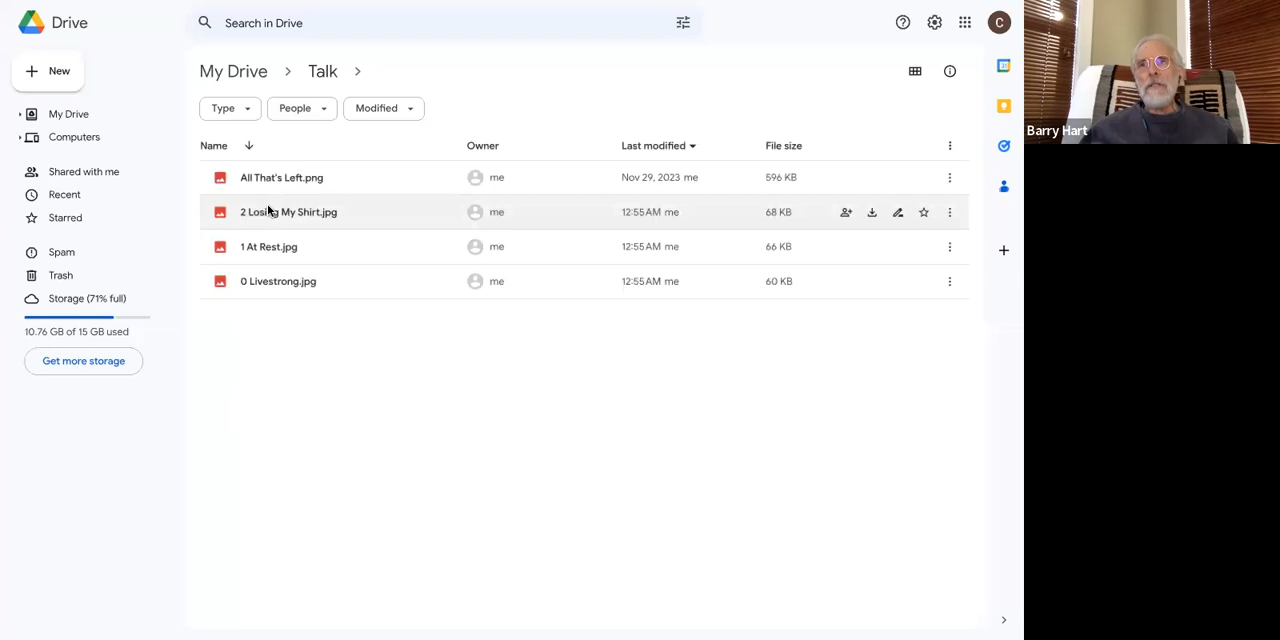 Drive
Search in Drive
C
New
My Drive
Computers
Shared with me
Recent
Starred
Spam
Trash
Storage (71% full)
10.76 GB of 15 GB used
Get more storage
My Drive > Talk
Type
People
Modified
Name
Owner
Last modified
File size
All That's Left.png
me
Nov 29, 2023 me
596 KB
2 Losing My Shirt.jpg
me
12:55 AM me
68 KB
1 At Rest.jpg
me
12:55 AM me
66 KB
0 Livestrong.jpg
me
12:55 AM me
60 KB
Barry Hart